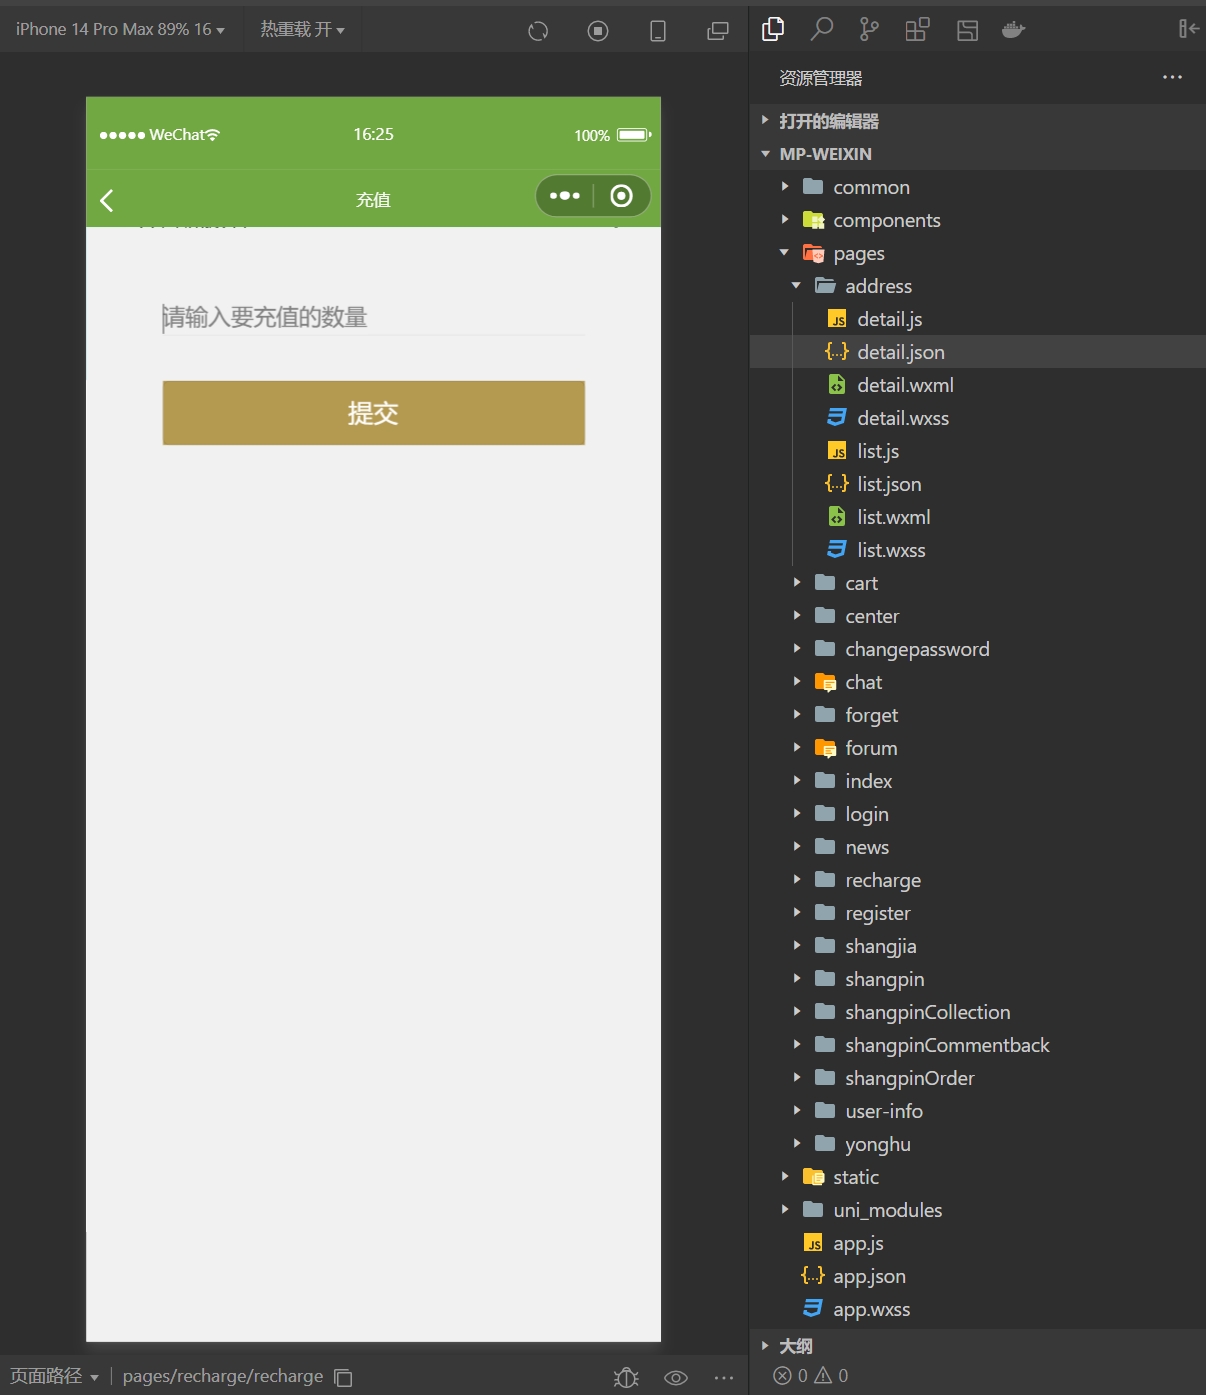 iPhone 14 Pro Max 89% 16
热重载 开
WeChat
16:25
100%
充值
请输入要充值的数量
提交
页面路径
pages/recharge/recharge
资源管理器
打开的编辑器
MP-WEIXIN
common
components
pages
address
detail.js
detail.json
detail.wxml
detail.wxss
list.js
list.json
list.wxml
list.wxss
cart
center
changepassword
chat
forget
forum
index
login
news
recharge
register
shangjia
shangpin
shangpinCollection
shangpinCommentback
shangpinOrder
user-info
yonghu
static
uni_modules
app.js
app.json
app.wxss
大纲
0 0